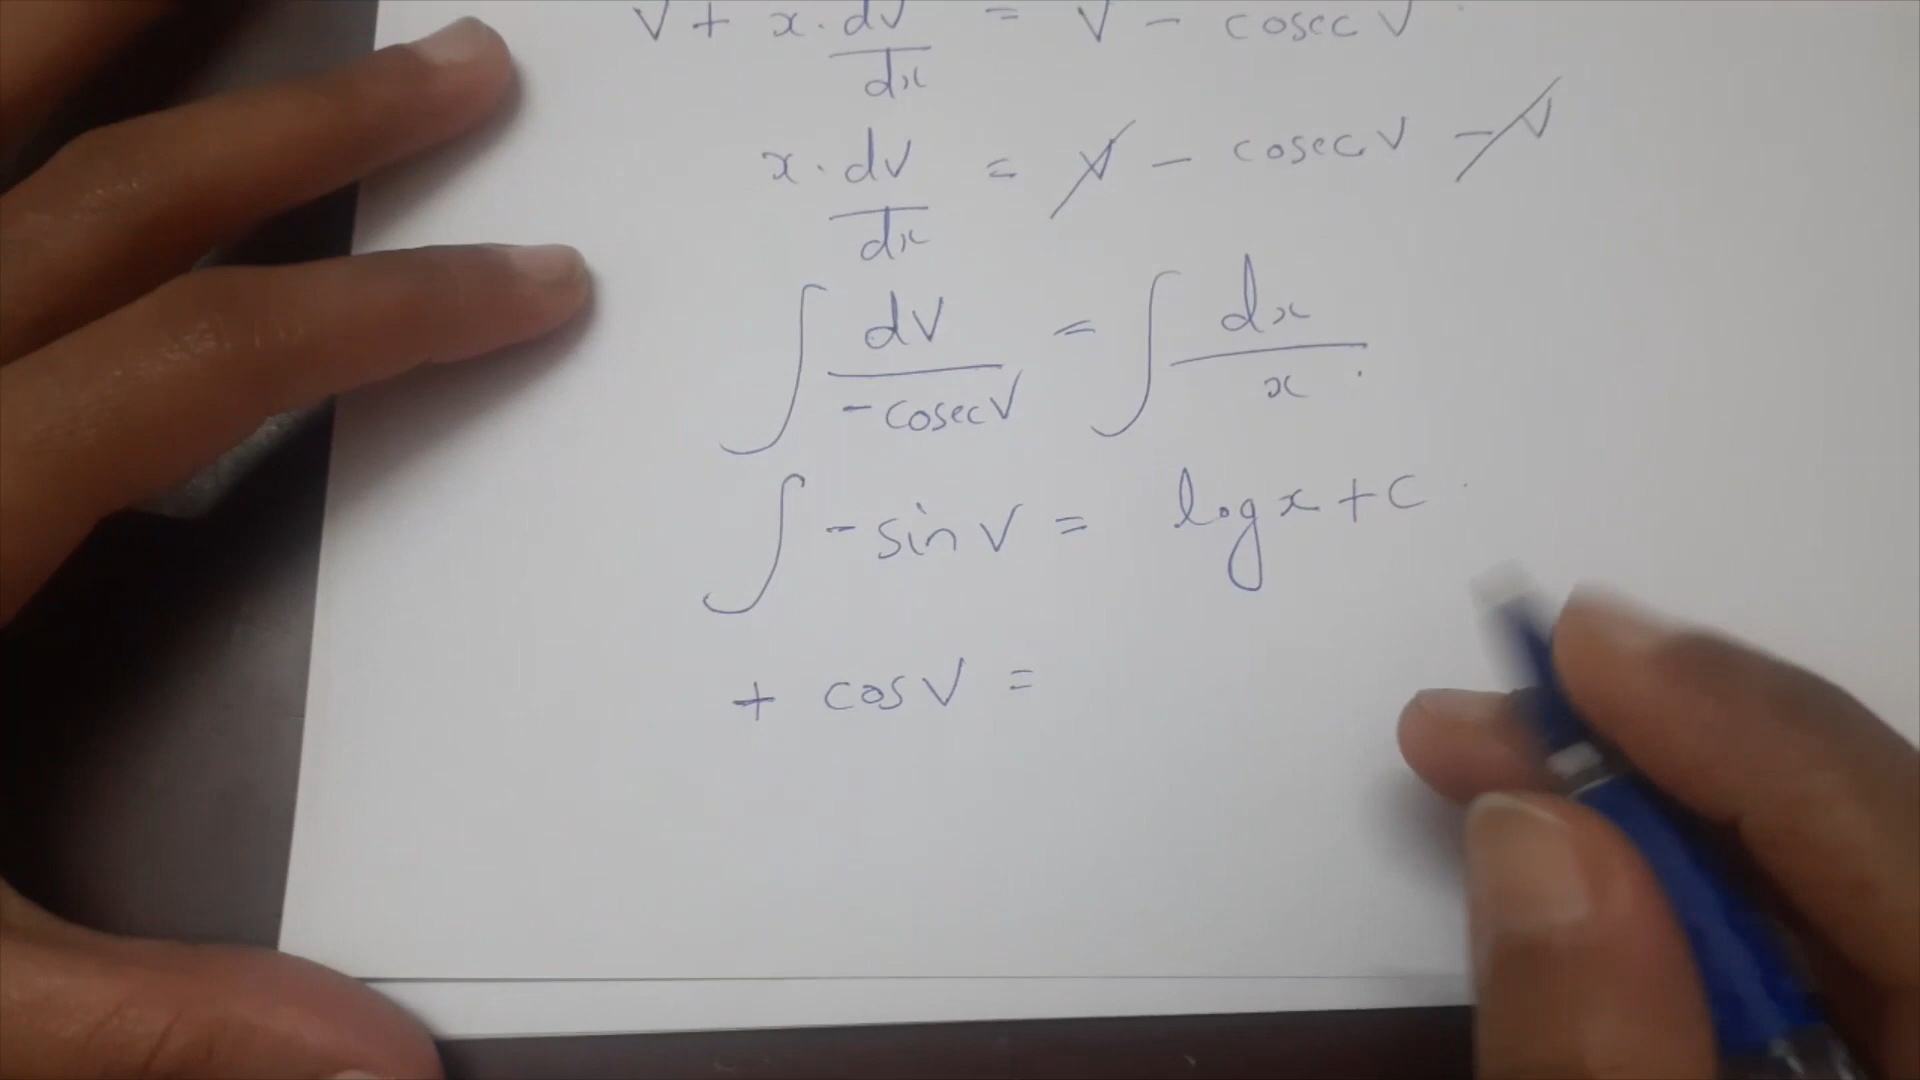 V + x. dV/dx = V - cosec V
x. dV/dx = V - cosec V - V
∫ dV/-cosec V = ∫ dx/x.
∫ - sin V = log x + C.
+ cos V =